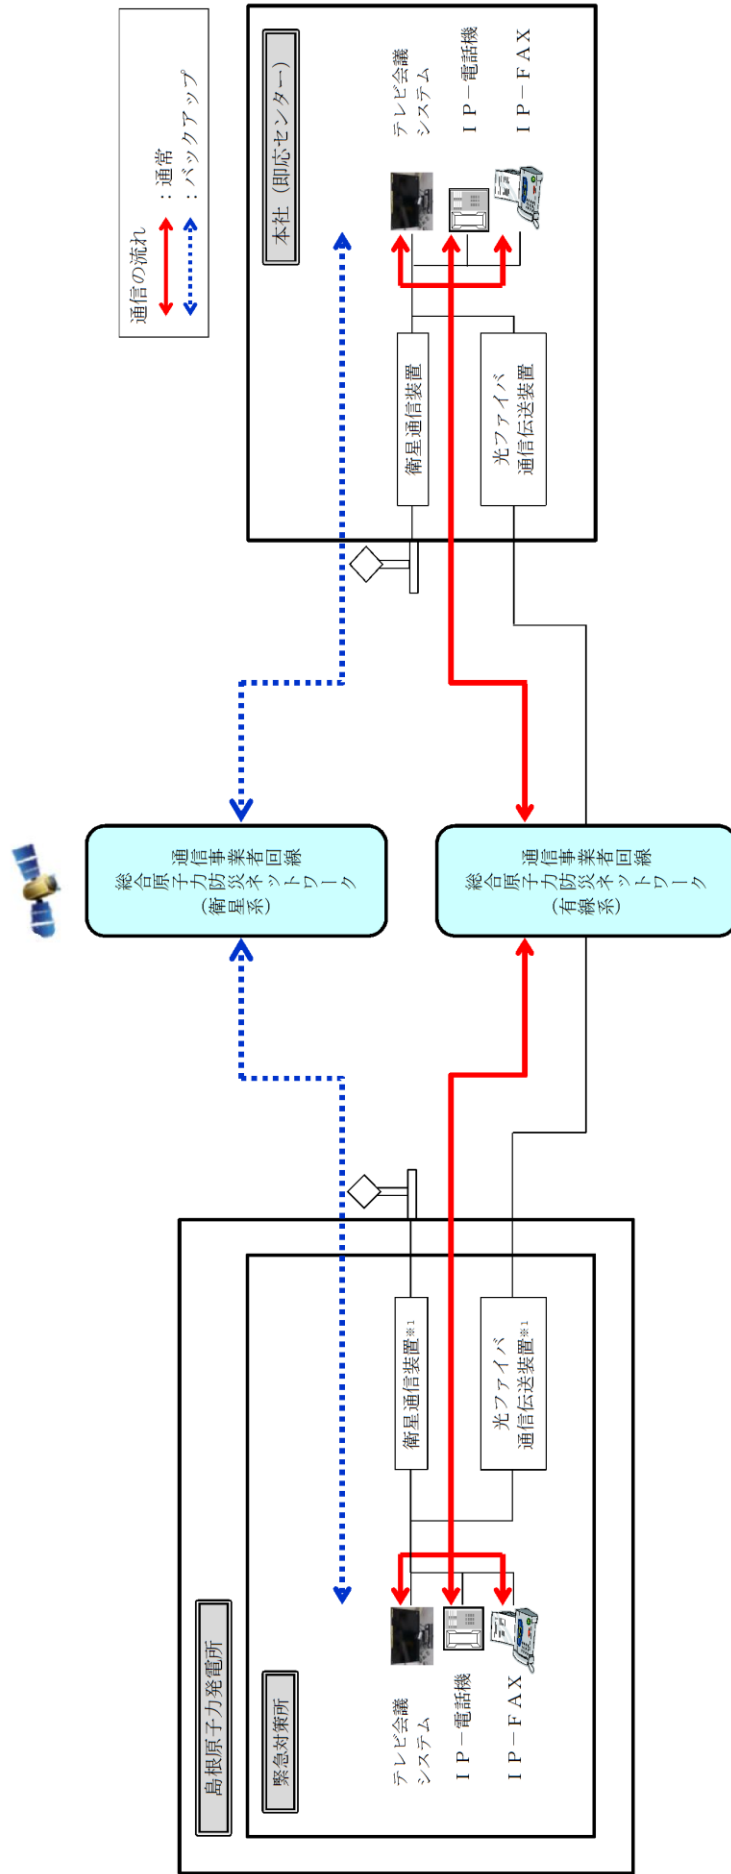 島根原子力発電所
緊急対策所
テレビ会議
システム
IP－電話機
IP－FAX
衛星通信装置※1
光ファイバ
通信伝送装置※1
通信事業者回線
総合原子力防災ネットワーク
(衛星系)
通信事業者回線
総合原子力防災ネットワーク
(有線系)
通信の流れ
：通常
：バックアップ
本社（即応センター）
衛星通信装置
光ファイバ
通信伝送装置
テレビ会議
システム
IP－電話機
IP－FAX